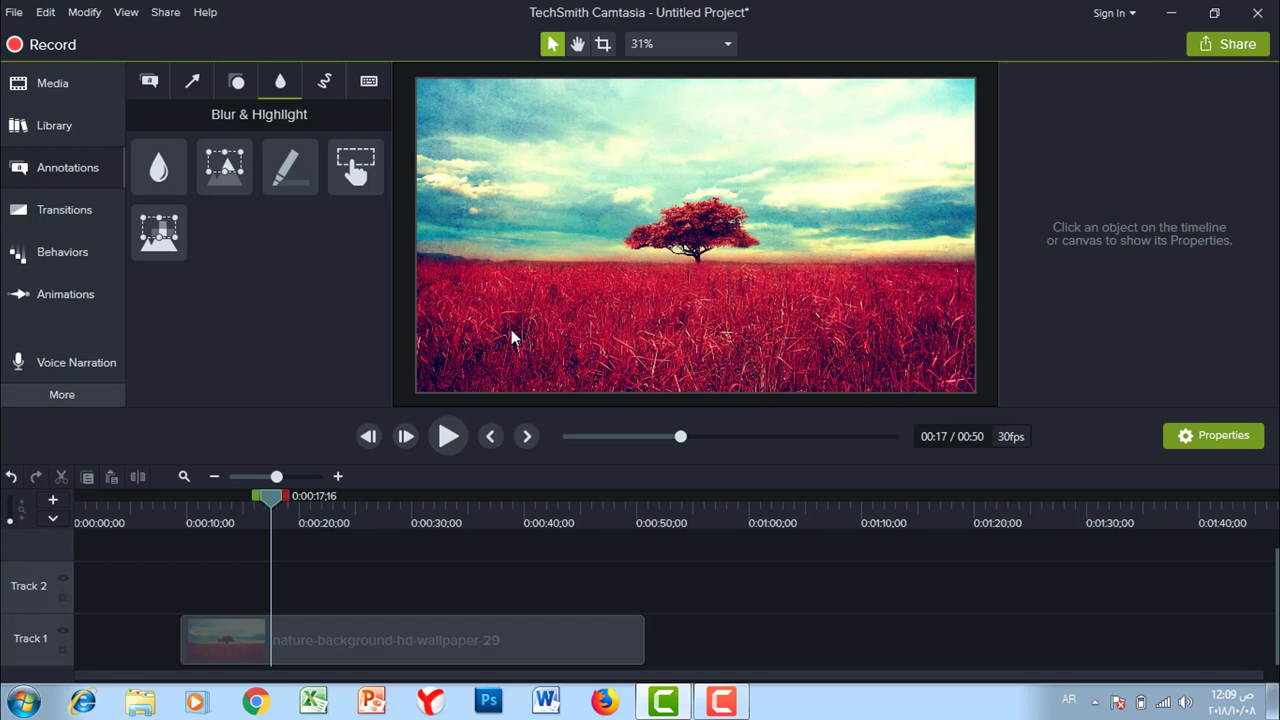 File Edit Modify View Share Help
TechSmith Camtasia - Untitled Project*
Sign In
Record
31%
Share
Media
Library
Annotations
Transitions
Behaviors
Animations
Voice Narration
More
Blur & Highlight
Click an object on the timeline
or canvas to show its Properties.
00:17 / 00:50 30fps
Properties
0:00:17;16
0:00:00;00 0:00:10;00 0:00:20;00 0:00:30;00 0:00:40;00 0:00:50;00 0:01:00;00 0:01:10;00 0:01:20;00 0:01:30;00 0:01:40;00
Track 2
Track 1
nature-background-hd-wallpaper-29
Ps
AR
12:09 ص
٢٠١٨/١٠/٠٨